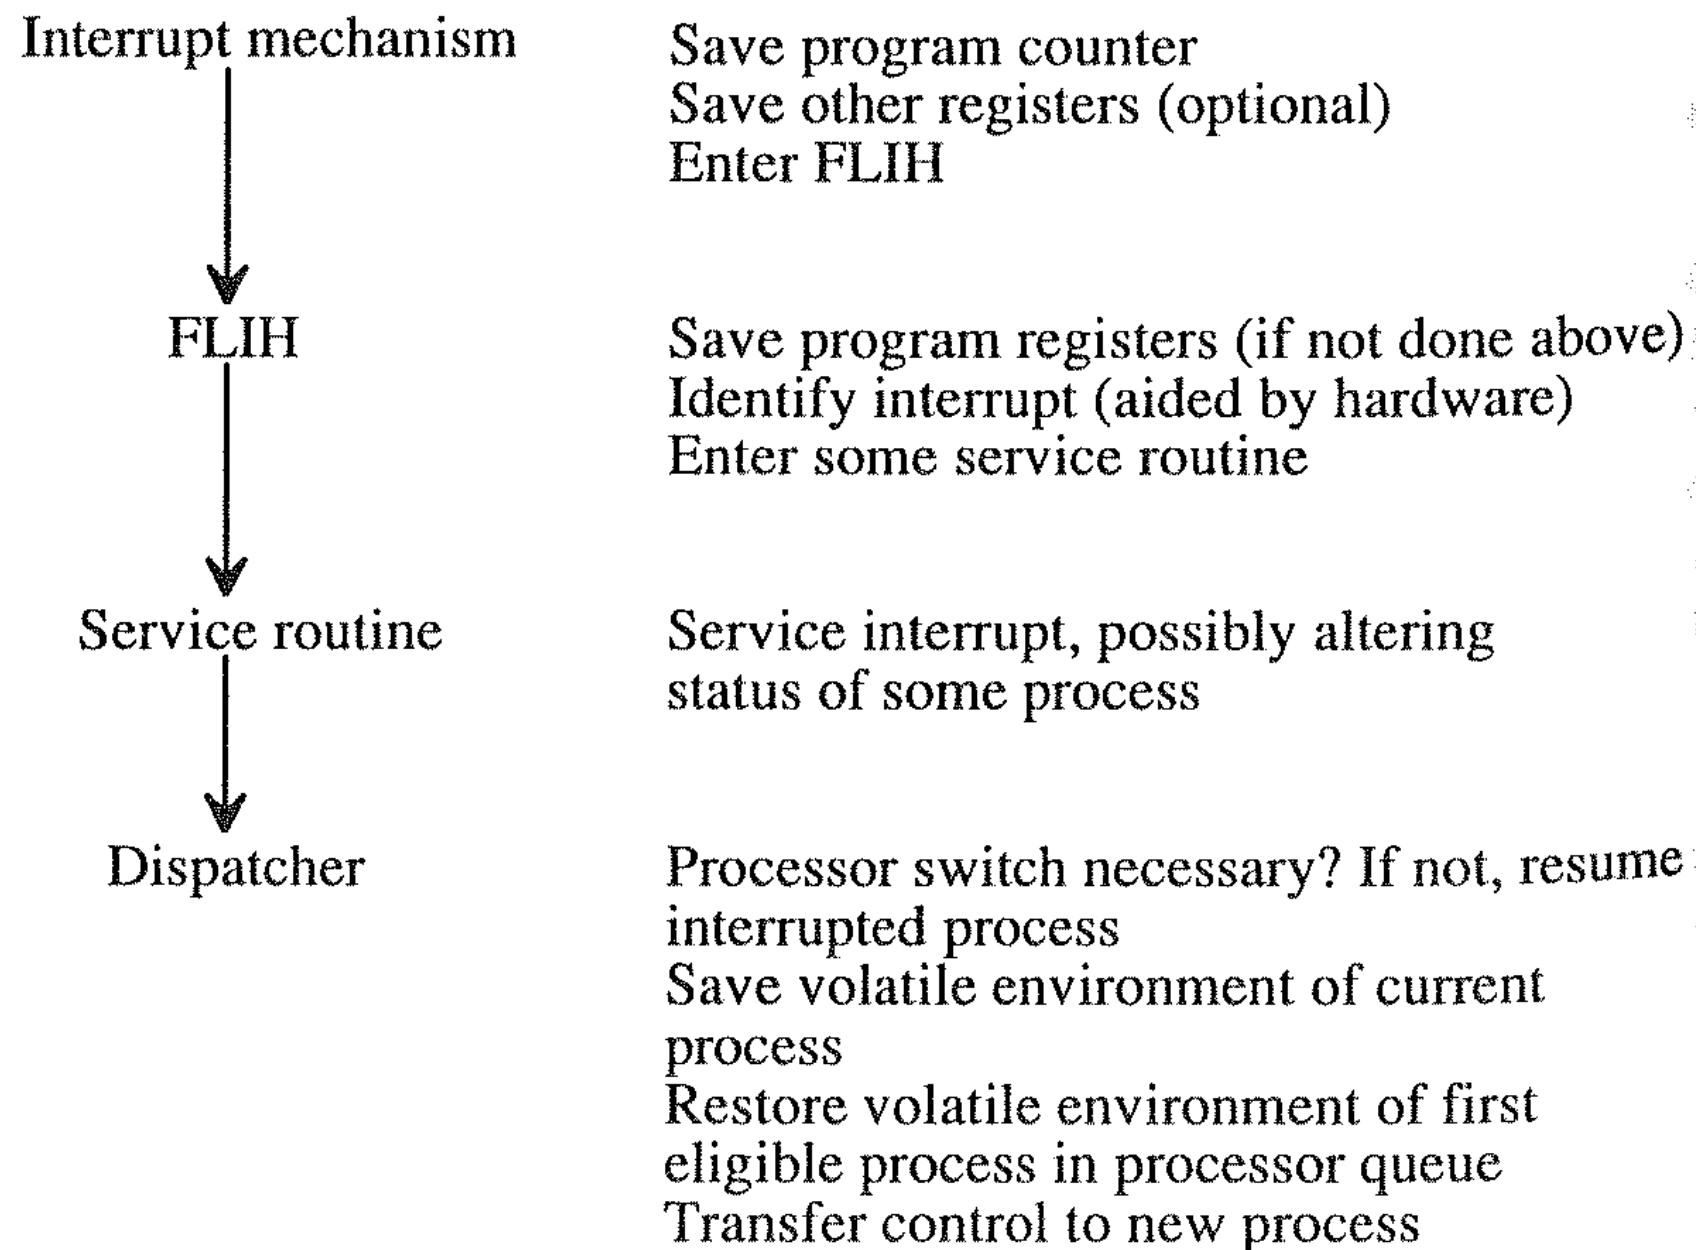 Interrupt mechanism
Save program counter
Save other registers (optional)
Enter FLIH
FLIH
Save program registers (if not done above)
Identify interrupt (aided by hardware)
Enter some service routine
Service routine
Service interrupt, possibly altering
status of some process
Dispatcher
Processor switch necessary? If not, resume
interrupted process
Save volatile environment of current
process
Restore volatile environment of first
eligible process in processor queue
Transfer control to new process